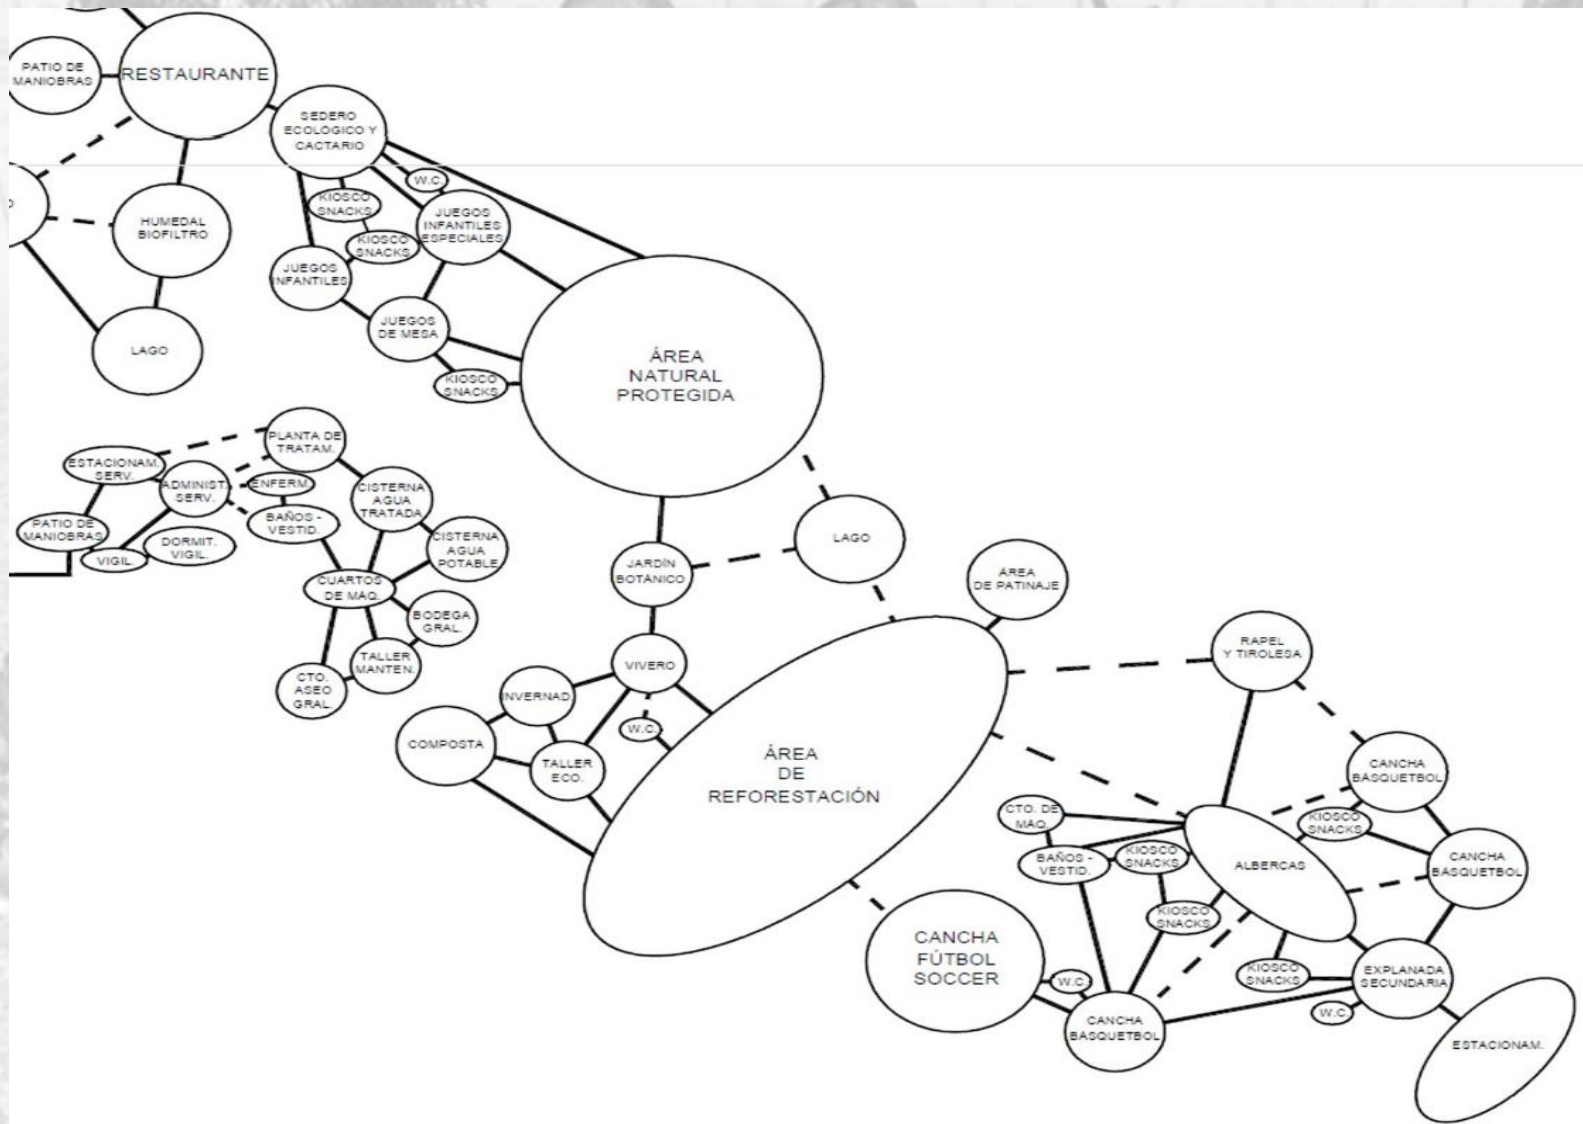 PATIO DE
MANIOBRAS
RESTAURANTE
SEDERO
ECOLÓGICO Y
CACTARIO
W.C.
KIOSCO
SNACKS
JUEGOS
INFANTILES
ESPECIALES
HUMEDAL
BIOFILTRO
KIOSCO
SNACKS
JUEGOS
INFANTILES
JUEGOS
DE MESA
LAGO
KIOSCO
SNACKS
ÁREA
NATURAL
PROTEGIDA
PLANTA DE
TRATAM.
ESTACIONAM.
SERV.
ADMINIST.
SERV.
ENFERM.
CISTERNA
AGUA
TRATADA
BAÑOS -
VESTID.
PATIO DE
MANIOBRAS
DORMIT.
VIGIL.
VIGIL.
CISTERNA
AGUA
POTABLE
CUARTOS
DE MÁQ.
BODEGA
GRAL.
TALLER
MANTEN.
CTO.
ASEO
GRAL.
LAGO
JARDÍN
BOTÁNICO
ÁREA
DE PATINAJE
RAPEL
Y TIROLESA
VIVERO
INVERNAD.
W.C.
COMPOSTA
TALLER
ECO.
ÁREA
DE
REFORESTACIÓN
CANCHA
BÁSQUETBOL
CTO. DE
MÁQ.
KIOSCO
SNACKS
BAÑOS -
VESTID.
KIOSCO
SNACKS
ALBERCAS
CANCHA
BÁSQUETBOL
KIOSCO
SNACKS
CANCHA
FÚTBOL
SOCCER
W.C.
KIOSCO
SNACKS
EXPLANADA
SECUNDARIA
W.C.
CANCHA
BÁSQUETBOL
ESTACIONAM.